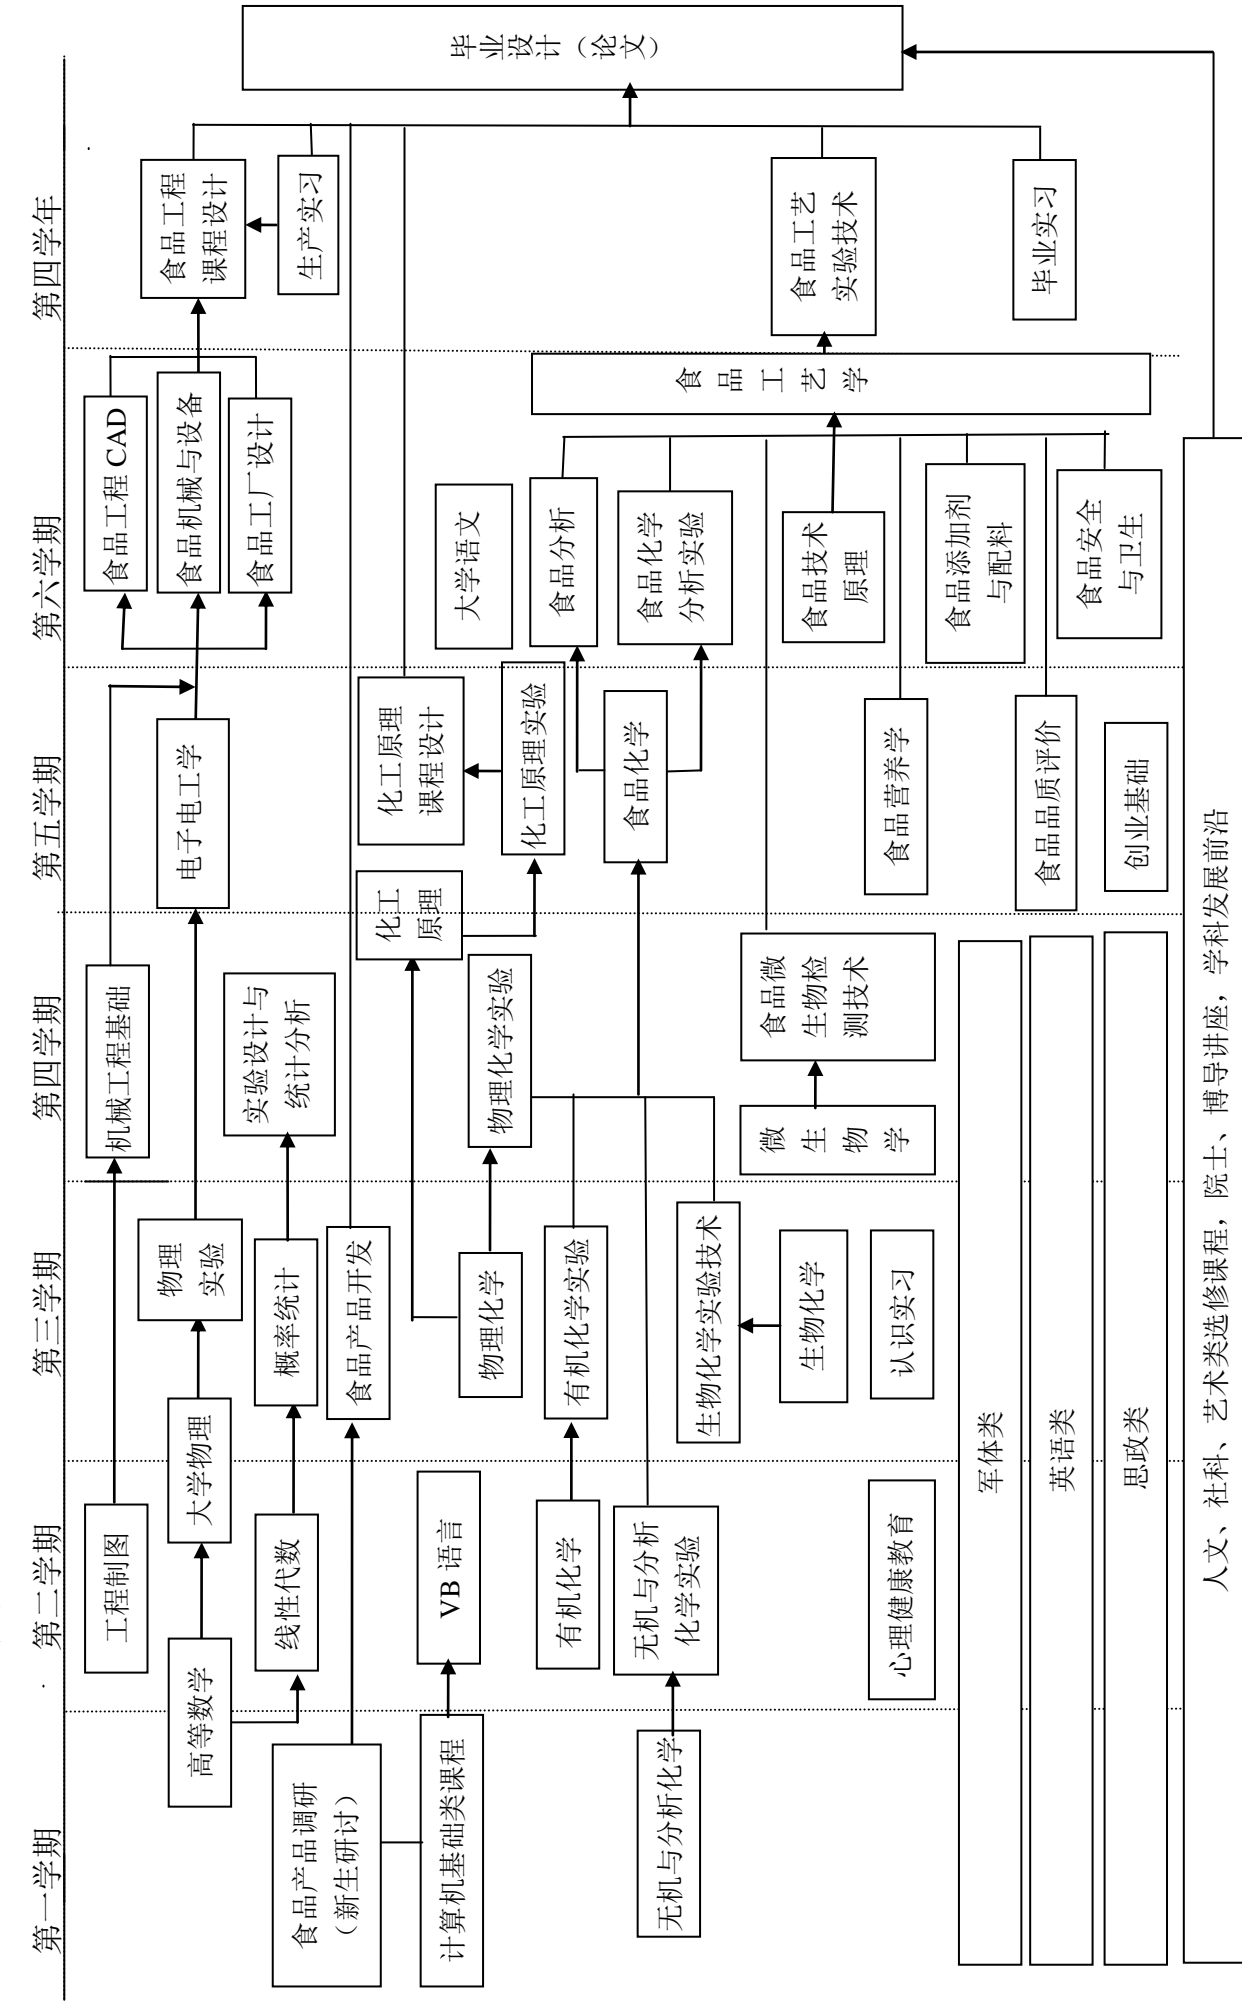 第一学期
第二学期
第三学期
第四学期
第五学期
第六学期
第四学年
工程制图
机械工程基础
食品工程 CAD
高等数学
大学物理
物理
实验
电子电工学
食品机械与设备
食品工程
课程设计
线性代数
概率统计
实验设计与
统计分析
食品工厂设计
生产实习
食品产品调研
（新生研讨）
食品产品开发
计算机基础类课程
VB 语言
化工
原理
化工原理
课程设计
物理化学
物理化学实验
化工原理实验
大学语文
有机化学
有机化学实验
食品分析
无机与分析化学
无机与分析
化学实验
食品化学
食品化学
分析实验
生物化学实验技术
生物化学
微生物学
食品微
生物检
测技术
食品技术
原理
食品工艺学
食品工艺
实验技术
心理健康教育
认识实习
食品营养学
食品添加剂
与配料
食品品质评价
食品安全
与卫生
毕业实习
创业基础
军体类
英语类
思政类
人文、社科、艺术类选修课程，院士、博导讲座，学科发展前沿
毕业设计（论文）